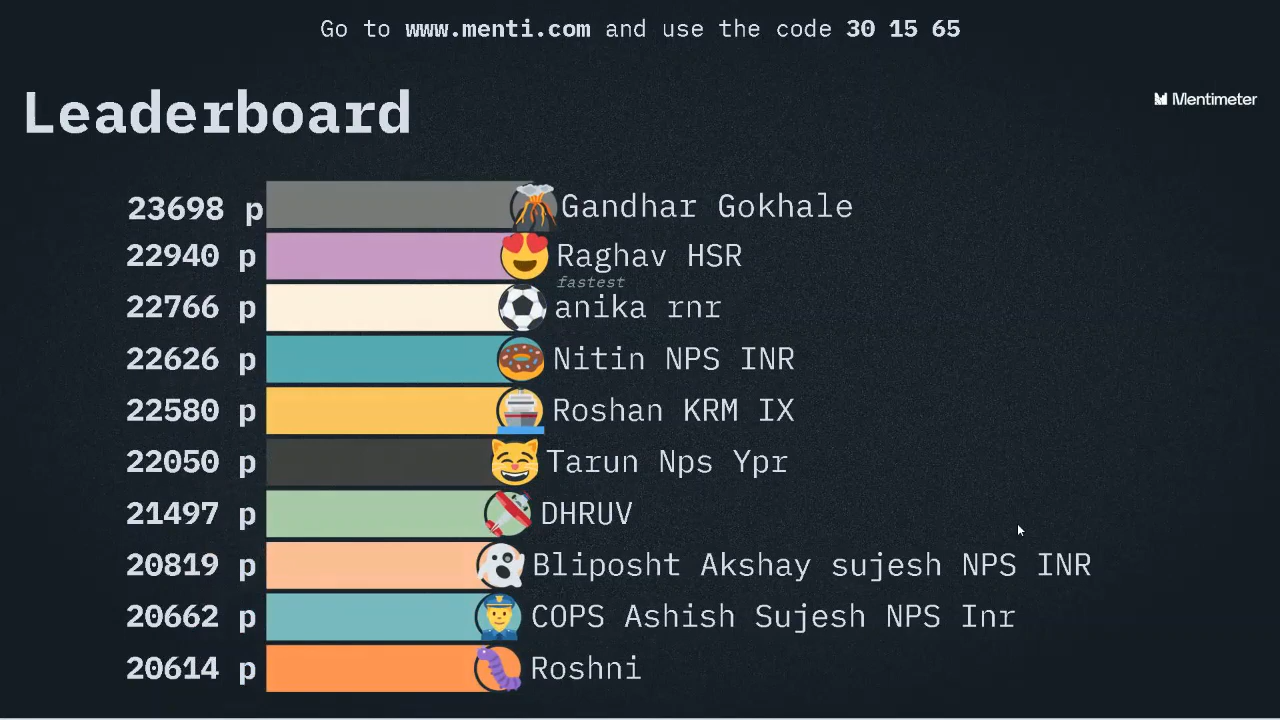 Go to www.menti.com and use the code 30 15 65
Leaderboard
Mentimeter
23698 p Gandhar Gokhale
22940 p Raghav HSR
fastest
22766 p anika rnr
22626 p Nitin NPS INR
22580 p Roshan KRM IX
22050 p Tarun Nps Ypr
21497 p DHRUV
20819 p Bliposht Akshay sujesh NPS INR
20662 p COPS Ashish Sujesh NPS Inr
20614 p Roshni